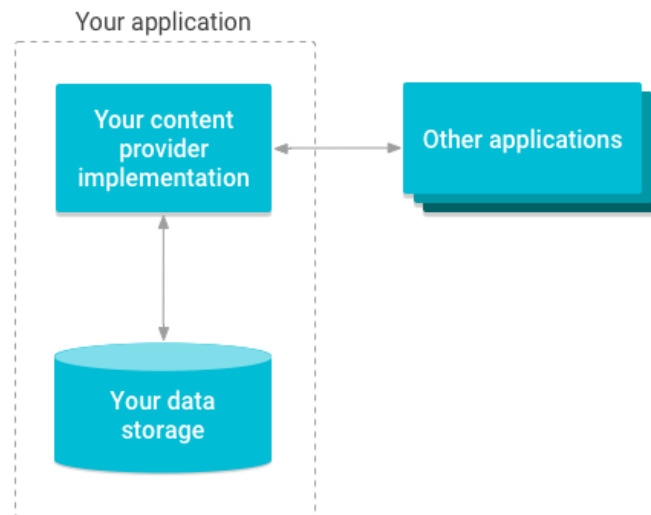 Your application
Your content
provider
implementation
Other applications
Your data
storage